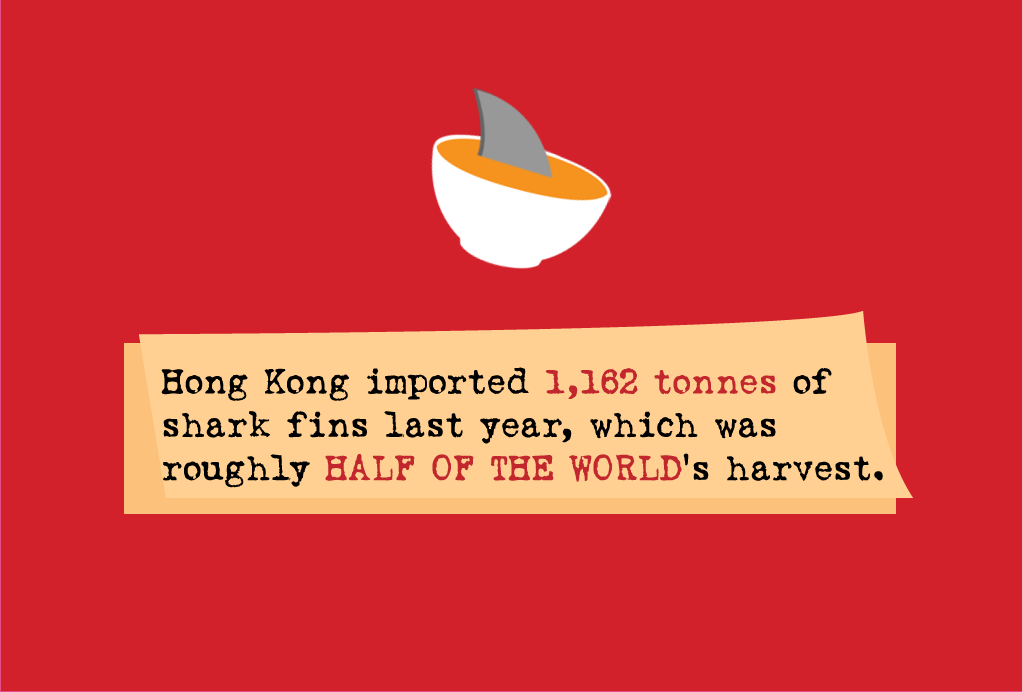 Hong Kong imported 1,162 tonnes of
shark fins last year, which was
roughly HALF OF THE WORLD's harvest.